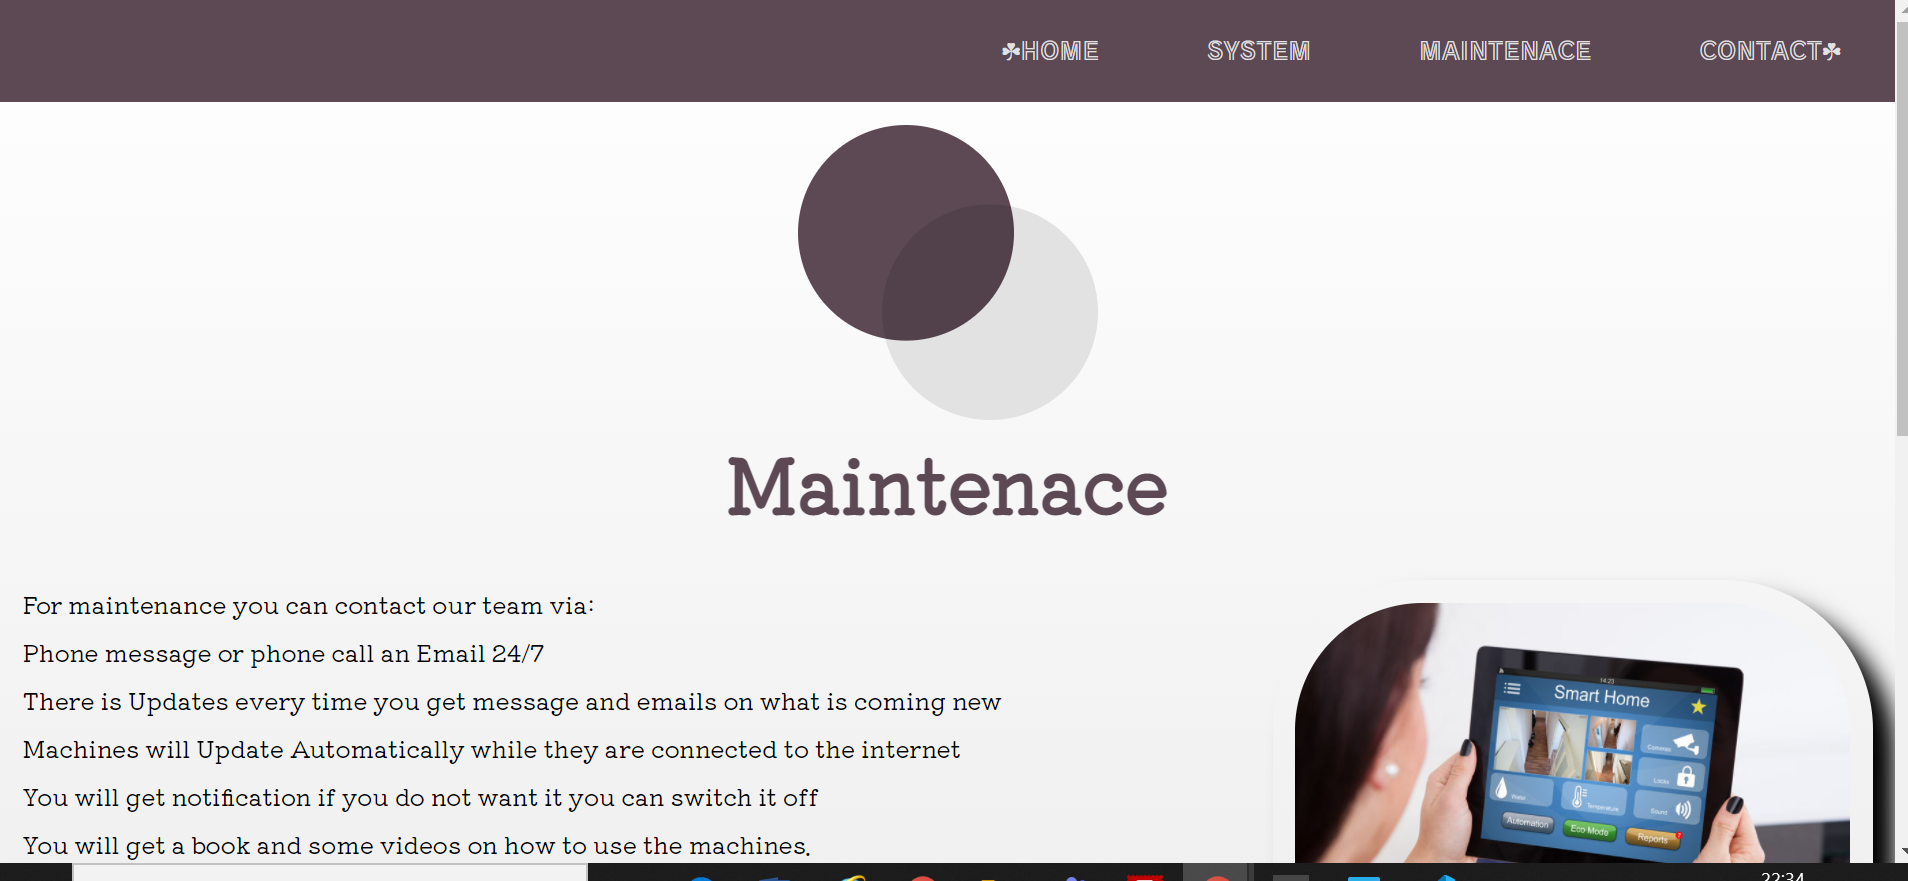 ☘HOME SYSTEM MAINTENACE CONTACT☘
Maintenace
For maintenance you can contact our team via:
Phone message or phone call an Email 24/7
There is Updates every time you get message and emails on what is coming new
Machines will Update Automatically while they are connected to the internet
You will get notification if you do not want it you can switch it off
You will get a book and some videos on how to use the machines.
14:23
Smart Home
Cameras
Locks
Water
Temperature
Sound
Automation
Eco Mode
Reports
22:34